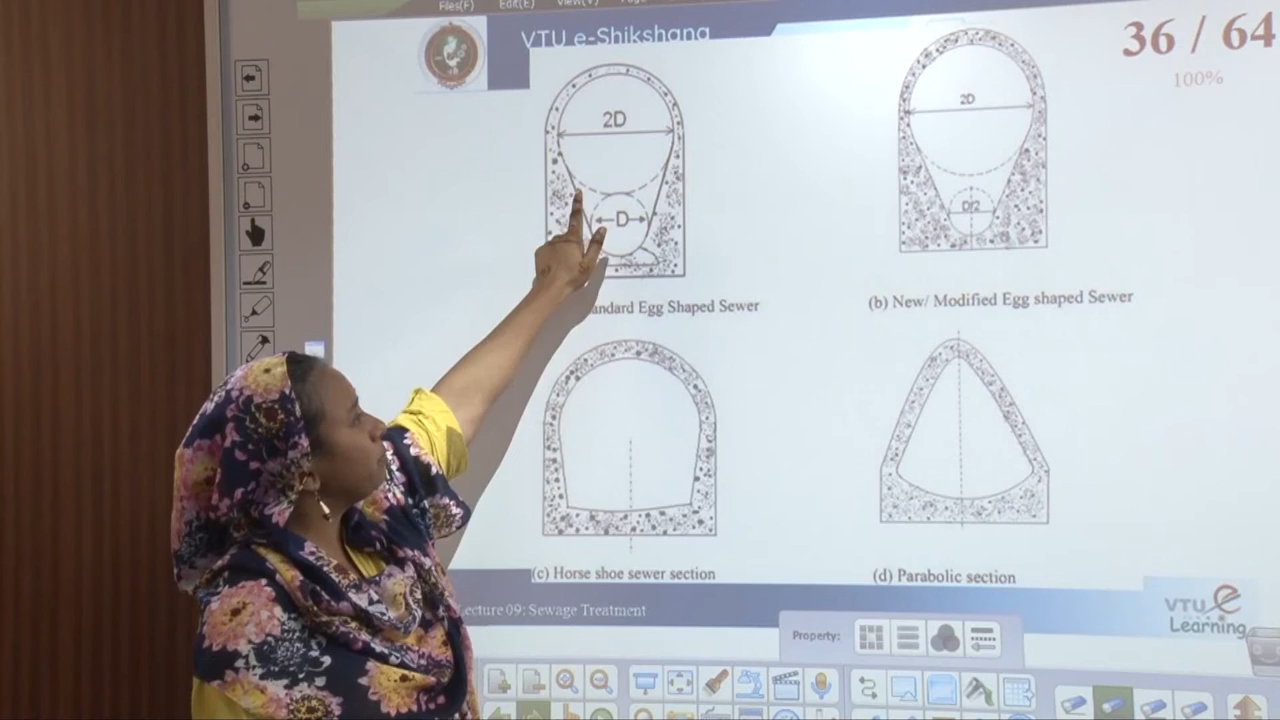 Files(F) Edit(E) View(V)
VTU e-Shikshana
36 / 64
100%
2D
D
2D
D/2
andard Egg Shaped Sewer
(b) New/ Modified Egg shaped Sewer
(c) Horse shoe sewer section
(d) Parabolic section
Lecture 09: Sewage Treatment
VTU e
Learning
Property: